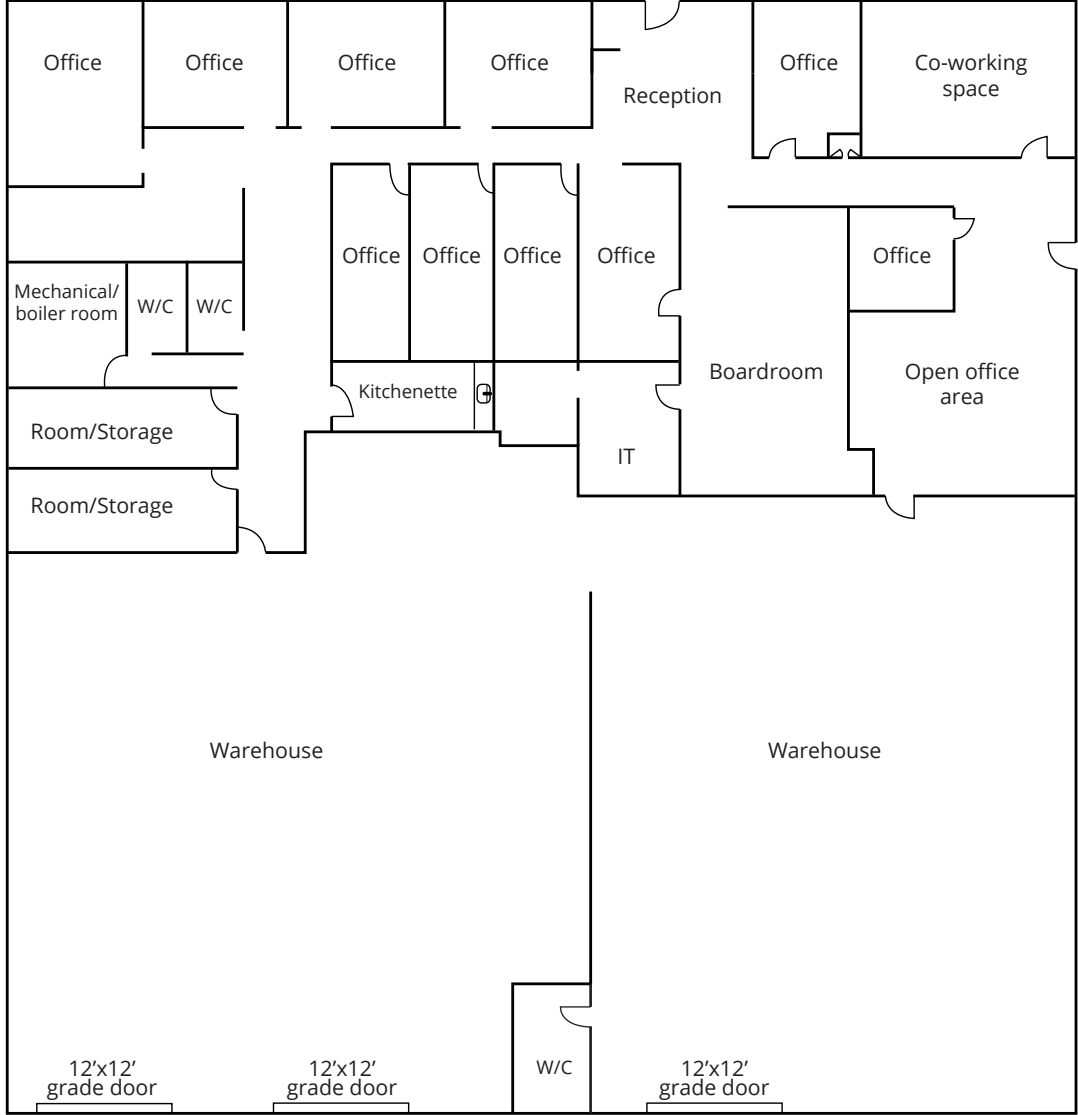 Office
Office
Office
Office
Reception
Office
Co-working
space
Office
Office
Office
Office
Office
Mechanical/
boiler room
W/C
W/C
Kitchenette
Boardroom
Open office
area
Room/Storage
IT
Room/Storage
Warehouse
Warehouse
12’x12’
grade door
12’x12’
grade door
W/C
12’x12’
grade door